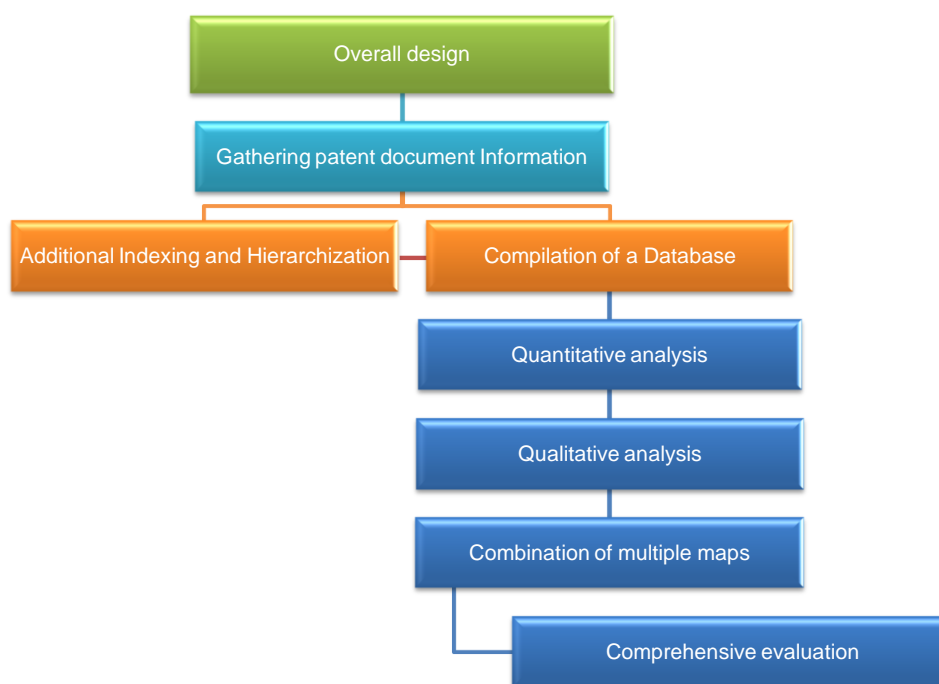 Overall design
Gathering patent document Information
Additional Indexing and Hierarchization
Compilation of a Database
Quantitative analysis
Qualitative analysis
Combination of multiple maps
Comprehensive evaluation